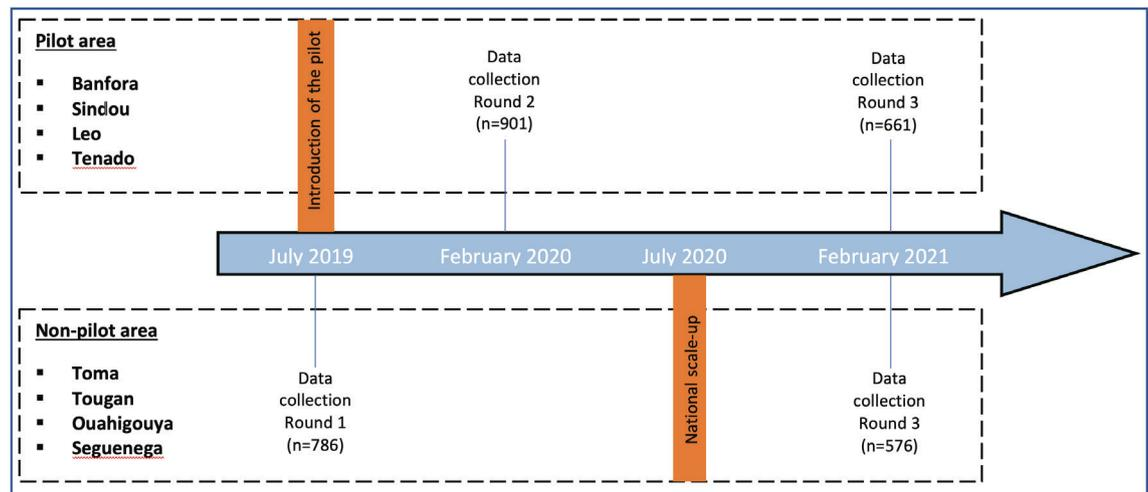 Pilot area
▪ Banfora
▪ Sindou
▪ Leo
▪ Tenado
Introduction of the pilot
Data
collection
Round 2
(n=901)
Data
collection
Round 3
(n=661)
July 2019
February 2020
July 2020
February 2021
Non-pilot area
▪ Toma
▪ Tougan
▪ Ouahigouya
▪ Seguenega
Data
collection
Round 1
(n=786)
National scale-up
Data
collection
Round 3
(n=576)